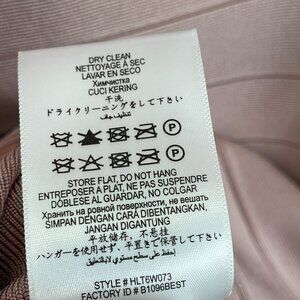 DRY CLEAN
NETTOYAGE À SEC
LAVAR EN SECO
Химчистка
CUCI KERING
干洗
ドライクリーニングをして下さい
تنظيف جاف
STORE FLAT, DO NOT HANG
ENTREPOSER A PLAT, NE PAS SUSPENDRE
DÓBLESE AL GUARDAR, NO COLGAR
Хранить на ровной поверхности, не вешать
SIMPAN DENGAN CARA DIBENTANGKAN,
JANGAN DIGANTUNG
平放储存，不悬挂
ハンガーを使用せず、平置きで保管して下さい
STYLE # HLT6W073
FACTORY ID # B1096BEST